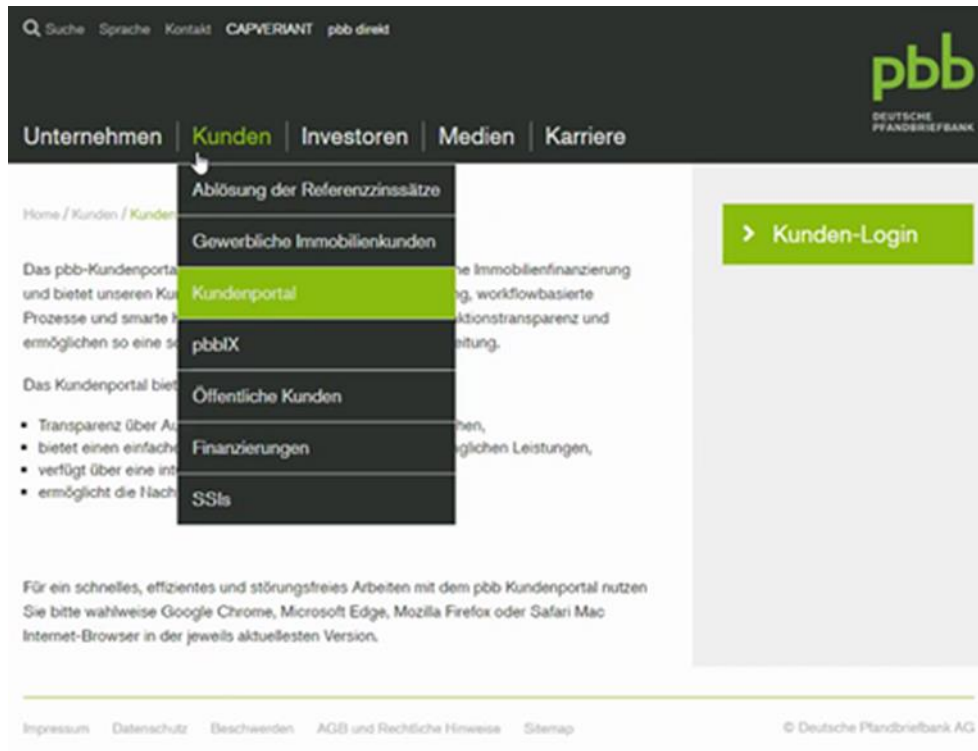 Suche Sprache Kontakt CAPVERIANT pbb direkt
pbb
DEUTSCHE
PFANDBRIEFBANK
Unternehmen Kunden Investoren Medien Karriere
Ablösung der Referenzzinssätze
Gewerbliche Immobilienkunden
Kundenportal
pbbIX
Öffentliche Kunden
Finanzierungen
SSIs
Home / Kunden / Kunden
Kunden-Login
Das pbb-Kundenporta he Immobilienfinanzierung
und bietet unseren Ku g, workflowbasierte
Prozesse und smarte ktionstransparenz und
ermöglichen so eine s eitung.
Das Kundenportal biet
Transparenz über Au hen,
bietet einen einfache glichen Leistungen,
verfügt über eine int
ermöglicht die Nach
Für ein schnelles, effizientes und störungsfreies Arbeiten mit dem pbb Kundenportal nutzen
Sie bitte wahlweise Google Chrome, Microsoft Edge, Mozilla Firefox oder Safari Mac
Internet-Browser in der jeweils aktuellesten Version.
Impressum Datenschutz Beschwerden AGB und Rechtliche Hinweise Sitemap © Deutsche Pfandbriefbank AG